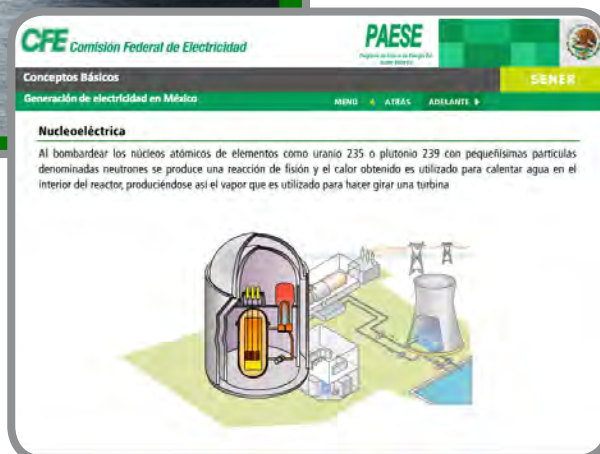 CFE Comisión Federal de Electricidad
PAESE
Conceptos Básicos
SENER
Generación de electricidad en México
MENÚ ATRÁS ADELANTE
Nucleoeléctrica
Al bombardear los núcleos atómicos de elementos como uranio 235 o plutonio 239 con pequeñísimas partículas
denominadas neutrones se produce una reacción de fisión y el calor obtenido es utilizado para calentar agua en el
interior del reactor, produciéndose así el vapor que es utilizado para hacer girar una turbina